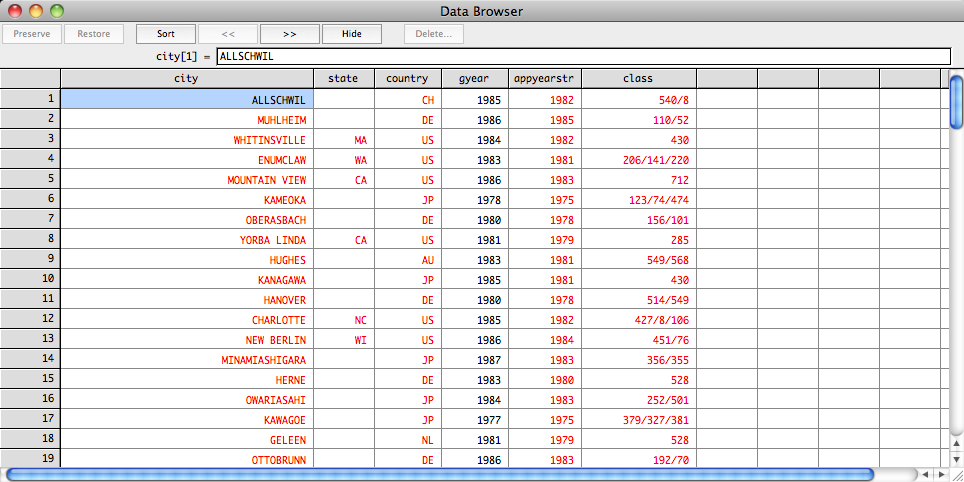 Data Browser
Preserve Restore Sort << >> Hide Delete...
city[1] = ALLSCHWIL
city state country gyear appyearstr class
1 ALLSCHWIL CH 1985 1982 540/8
2 MUHLHEIM DE 1986 1985 110/52
3 WHITINSVILLE MA US 1984 1982 430
4 ENUMCLAW WA US 1983 1981 206/141/220
5 MOUNTAIN VIEW CA US 1986 1983 712
6 KAMEOKA JP 1978 1975 123/74/474
7 OBERASBACH DE 1980 1978 156/101
8 YORBA LINDA CA US 1981 1979 285
9 HUGHES AU 1983 1981 549/568
10 KANAGAWA JP 1985 1981 430
11 HANOVER DE 1980 1978 514/549
12 CHARLOTTE NC US 1985 1982 427/8/106
13 NEW BERLIN WI US 1986 1984 451/76
14 MINAMIASHIGARA JP 1987 1983 356/355
15 HERNE DE 1983 1980 528
16 OWARIASAHI JP 1984 1983 252/501
17 KAWAGOE JP 1977 1975 379/327/381
18 GELEEN NL 1981 1979 528
19 OTTOBRUNN DE 1986 1983 192/70